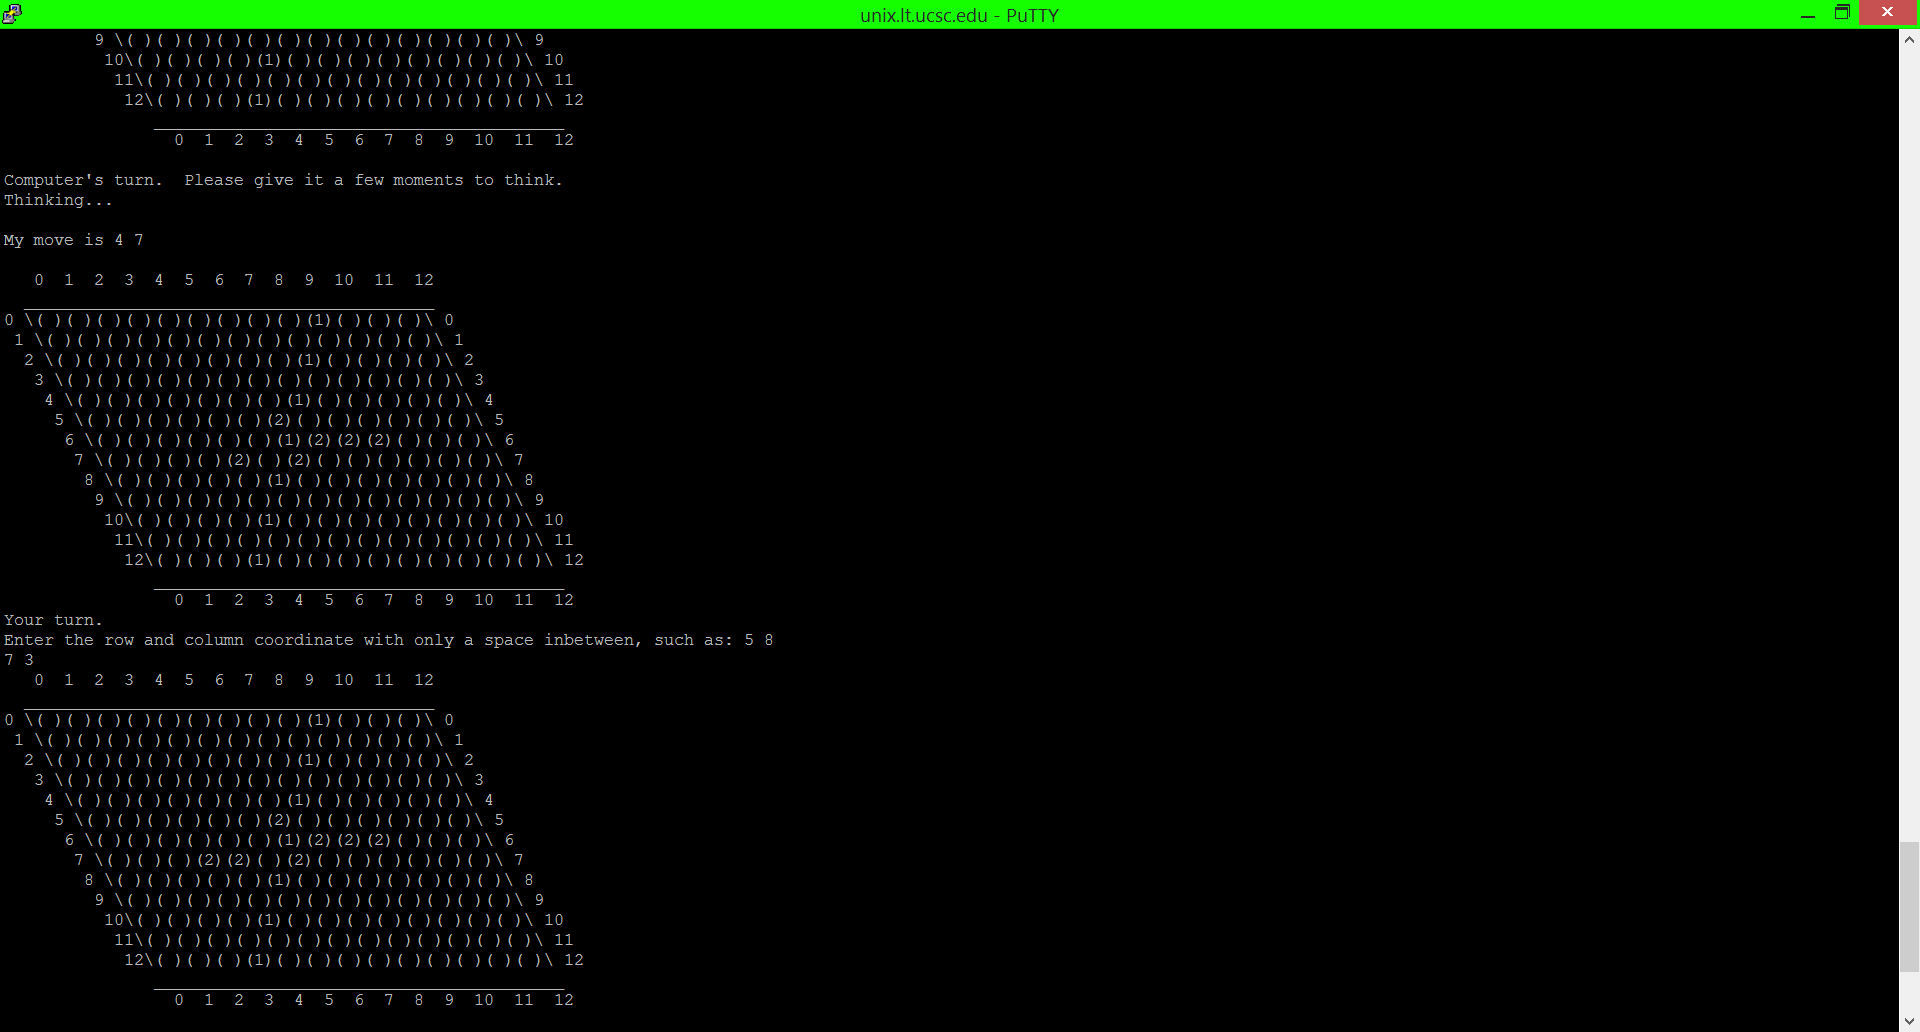 9 \( )( )( )( )( )( )( )( )( )( )( )( )( )\ 9
          10\( )( )( )( )(1)( )( )( )( )( )( )( )( )\ 10
           11\( )( )( )( )( )( )( )( )( )( )( )( )( )\ 11
            12\( )( )( )(1)( )( )( )( )( )( )( )( )( )\ 12
               _________________________________________
                 0  1  2  3  4  5  6  7  8  9  10  11  12
Computer's turn.  Please give it a few moments to think.
Thinking...
My move is 4 7
   0  1  2  3  4  5  6  7  8  9  10  11  12
  _________________________________________
0 \( )( )( )( )( )( )( )( )( )(1)( )( )( )\ 0
 1 \( )( )( )( )( )( )( )( )( )( )( )( )( )\ 1
  2 \( )( )( )( )( )( )( )( )(1)( )( )( )( )\ 2
   3 \( )( )( )( )( )( )( )( )( )( )( )( )( )\ 3
    4 \( )( )( )( )( )( )( )(1)( )( )( )( )( )\ 4
     5 \( )( )( )( )( )( )(2)( )( )( )( )( )( )\ 5
      6 \( )( )( )( )( )( )(1)(2)(2)(2)( )( )( )\ 6
       7 \( )( )( )( )(2)( )(2)( )( )( )( )( )( )\ 7
        8 \( )( )( )( )( )(1)( )( )( )( )( )( )( )\ 8
         9 \( )( )( )( )( )( )( )( )( )( )( )( )( )\ 9
          10\( )( )( )( )(1)( )( )( )( )( )( )( )( )\ 10
           11\( )( )( )( )( )( )( )( )( )( )( )( )( )\ 11
            12\( )( )( )(1)( )( )( )( )( )( )( )( )( )\ 12
               _________________________________________
                 0  1  2  3  4  5  6  7  8  9  10  11  12
Your turn.
Enter the row and column coordinate with only a space inbetween, such as: 5 8
7 3
   0  1  2  3  4  5  6  7  8  9  10  11  12
  _________________________________________
0 \( )( )( )( )( )( )( )( )( )(1)( )( )( )\ 0
 1 \( )( )( )( )( )( )( )( )( )( )( )( )( )\ 1
  2 \( )( )( )( )( )( )( )( )(1)( )( )( )( )\ 2
   3 \( )( )( )( )( )( )( )( )( )( )( )( )( )\ 3
    4 \( )( )( )( )( )( )( )(1)( )( )( )( )( )\ 4
     5 \( )( )( )( )( )( )(2)( )( )( )( )( )( )\ 5
      6 \( )( )( )( )( )( )(1)(2)(2)(2)( )( )( )\ 6
       7 \( )( )( )(2)(2)( )(2)( )( )( )( )( )( )\ 7
        8 \( )( )( )( )( )(1)( )( )( )( )( )( )( )\ 8
         9 \( )( )( )( )( )( )( )( )( )( )( )( )( )\ 9
          10\( )( )( )( )(1)( )( )( )( )( )( )( )( )\ 10
           11\( )( )( )( )( )( )( )( )( )( )( )( )( )\ 11
            12\( )( )( )(1)( )( )( )( )( )( )( )( )( )\ 12
               _________________________________________
                 0  1  2  3  4  5  6  7  8  9  10  11  12
unix.lt.ucsc.edu - PuTTY